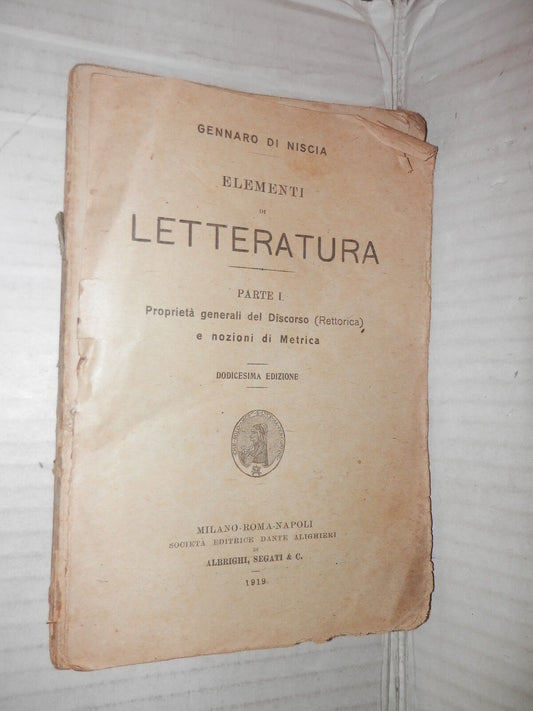 GENNARO DI NISCIA
ELEMENTI
DI
LETTERATURA
PARTE I.
Proprietà generali del Discorso (Rettorica)
e nozioni di Metrica
DODICESIMA EDIZIONE
MILANO-ROMA-NAPOLI
SOCIETÀ EDITRICE DANTE ALIGHIERI
DI
ALBRIGHI, SEGATI & C.
1919